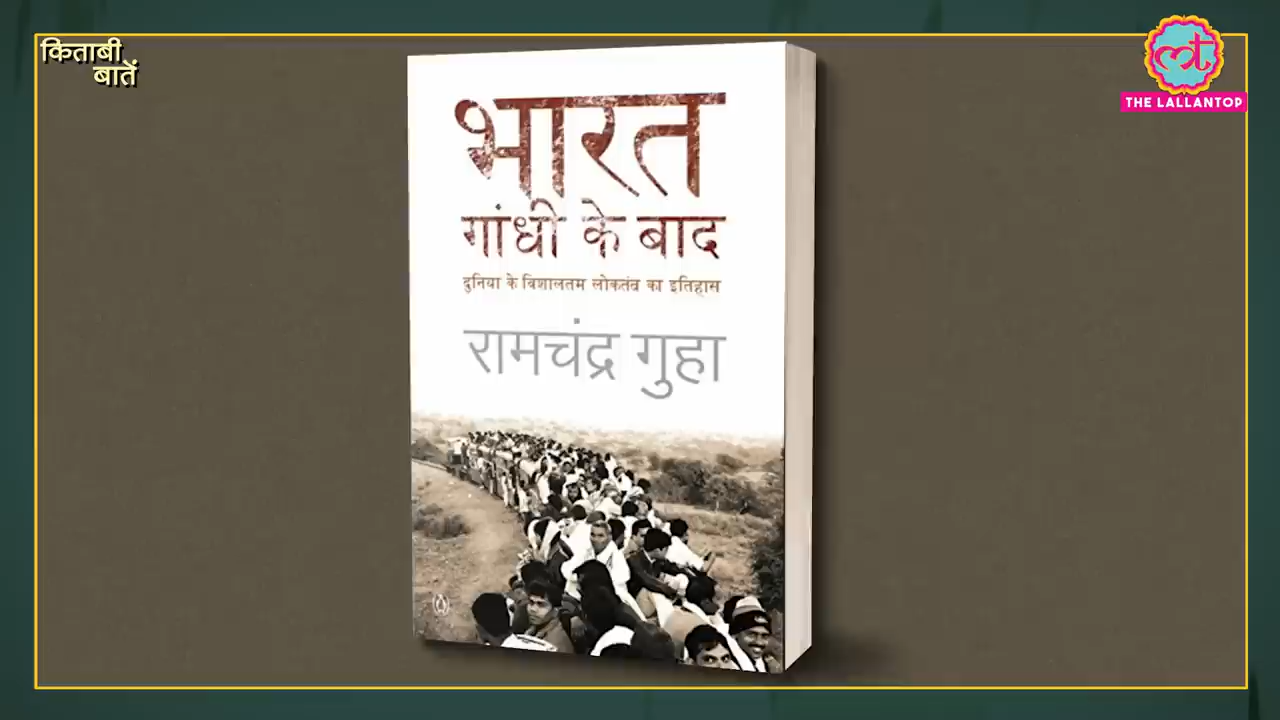 किताबी
बातें
THE LALLANTOP
भारत
गांधी के बाद
दुनिया के विशालतम लोकतंत्र का इतिहास
रामचंद्र गुहा